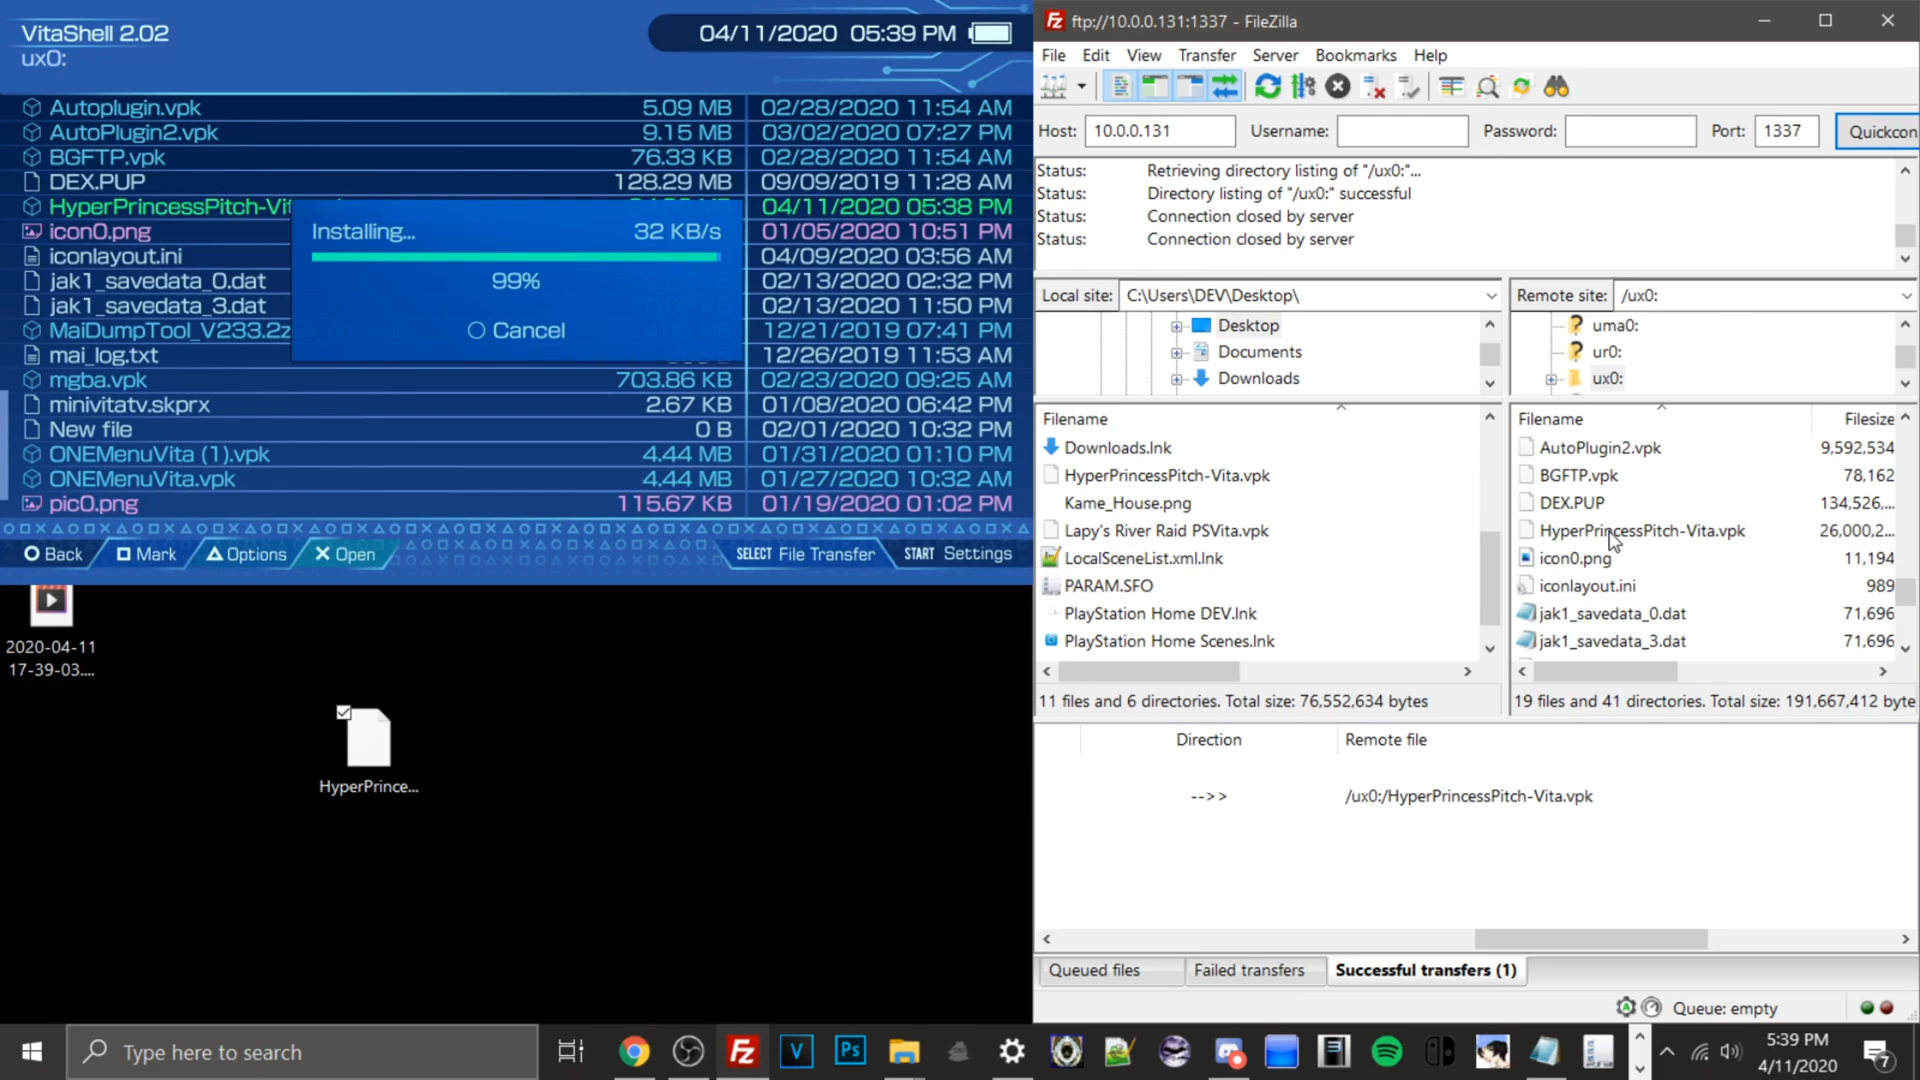 VitaShell 2.02
04/11/2020 05:39 PM
ux0:
Autoplugin.vpk 5.09 MB 02/28/2020 11:54 AM
AutoPlugin2.vpk 9.15 MB 03/02/2020 07:27 PM
BGFTP.vpk 76.33 KB 02/28/2020 11:54 AM
DEX.PUP 128.29 MB 09/09/2019 11:28 AM
HyperPrincessPitch-Vi 04/11/2020 05:38 PM
icon0.png 01/05/2020 10:51 PM
iconlayout.ini 04/09/2020 03:56 AM
jak1_savedata_0.dat 02/13/2020 02:32 PM
jak1_savedata_3.dat 02/13/2020 11:50 PM
MaiDumpTool_V233.2z 12/21/2019 07:41 PM
mai_log.txt 12/26/2019 11:53 AM
mgba.vpk 703.86 KB 02/23/2020 09:25 AM
minivitatv.skprx 2.67 KB 01/08/2020 06:42 PM
New file 0 B 02/01/2020 10:32 PM
ONEMenuVita (1).vpk 4.44 MB 01/31/2020 01:10 PM
ONEMenuVita.vpk 4.44 MB 01/27/2020 10:32 AM
pic0.png 115.67 KB 01/19/2020 01:02 PM
Installing... 32 KB/s
99%
Cancel
Back Mark Options Open SELECT File Transfer START Settings
2020-04-11
17-39-03....
HyperPrince...
ftp://10.0.0.131:1337 - FileZilla
File Edit View Transfer Server Bookmarks Help
Host: 10.0.0.131 Username: Password: Port: 1337 Quickcon
Status: Retrieving directory listing of "/ux0:"...
Status: Directory listing of "/ux0:" successful
Status: Connection closed by server
Status: Connection closed by server
Local site: C:\Users\DEV\Desktop\
Desktop
Documents
Downloads
Remote site: /ux0:
uma0:
ur0:
ux0:
Filename
Downloads.lnk
HyperPrincessPitch-Vita.vpk
Kame_House.png
Lapy's River Raid PSVita.vpk
LocalSceneList.xml.lnk
PARAM.SFO
PlayStation Home DEV.lnk
PlayStation Home Scenes.lnk
11 files and 6 directories. Total size: 76,552,634 bytes
Filename Filesize
AutoPlugin2.vpk 9,592,534
BGFTP.vpk 78,162
DEX.PUP 134,526,...
HyperPrincessPitch-Vita.vpk 26,000,2...
icon0.png 11,194
iconlayout.ini 989
jak1_savedata_0.dat 71,696
jak1_savedata_3.dat 71,696
19 files and 41 directories. Total size: 191,667,412 byte
Direction Remote file
-->> /ux0:/HyperPrincessPitch-Vita.vpk
Queued files Failed transfers Successful transfers (1)
Queue: empty
Type here to search
5:39 PM
4/11/2020
7